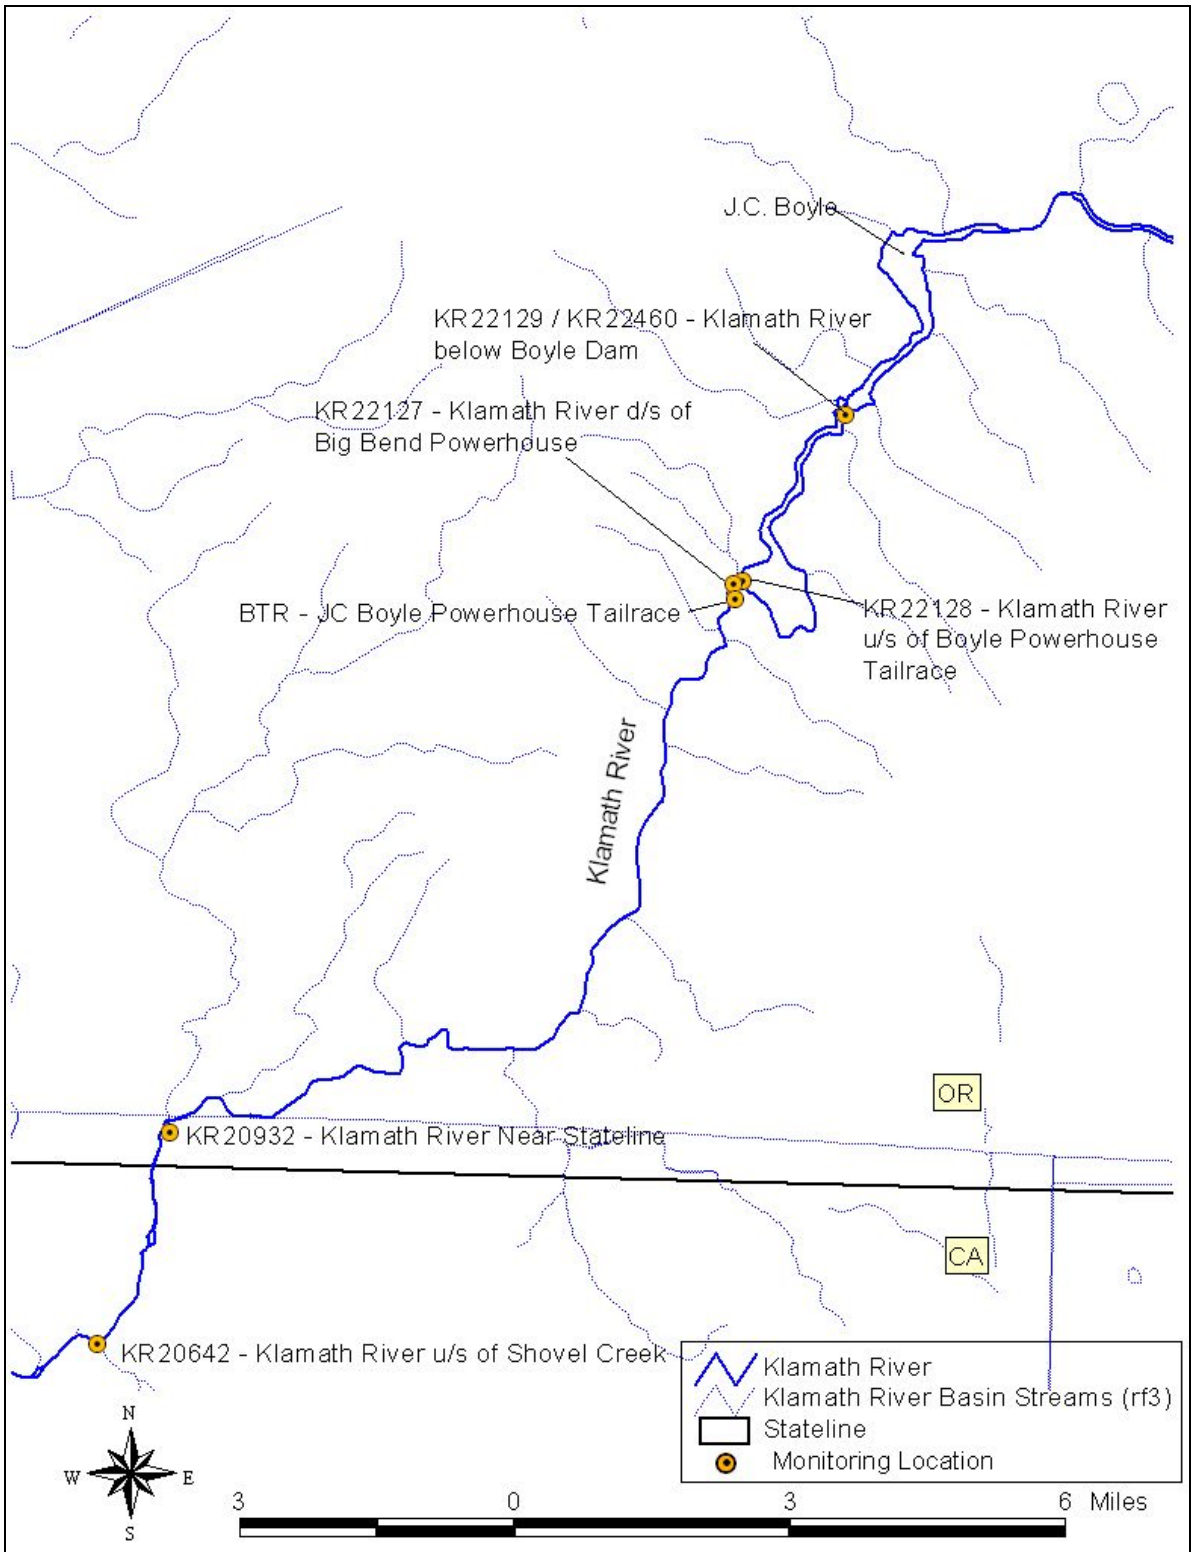 J.C. Boyle
KR22129 / KR22460 - Klamath River
below Boyle Dam
KR22127 - Klamath River d/s of
Big Bend Powerhouse
BTR - JC Boyle Powerhouse Tailrace
KR22128 - Klamath River
u/s of Boyle Powerhouse
Tailrace
Klamath River
OR
KR20932 - Klamath River Near Stateline
CA
KR20642 - Klamath River u/s of Shovel Creek
Klamath River
Klamath River Basin Streams (rf3)
Stateline
Monitoring Location
N
W E
S
3 0 3 6 Miles